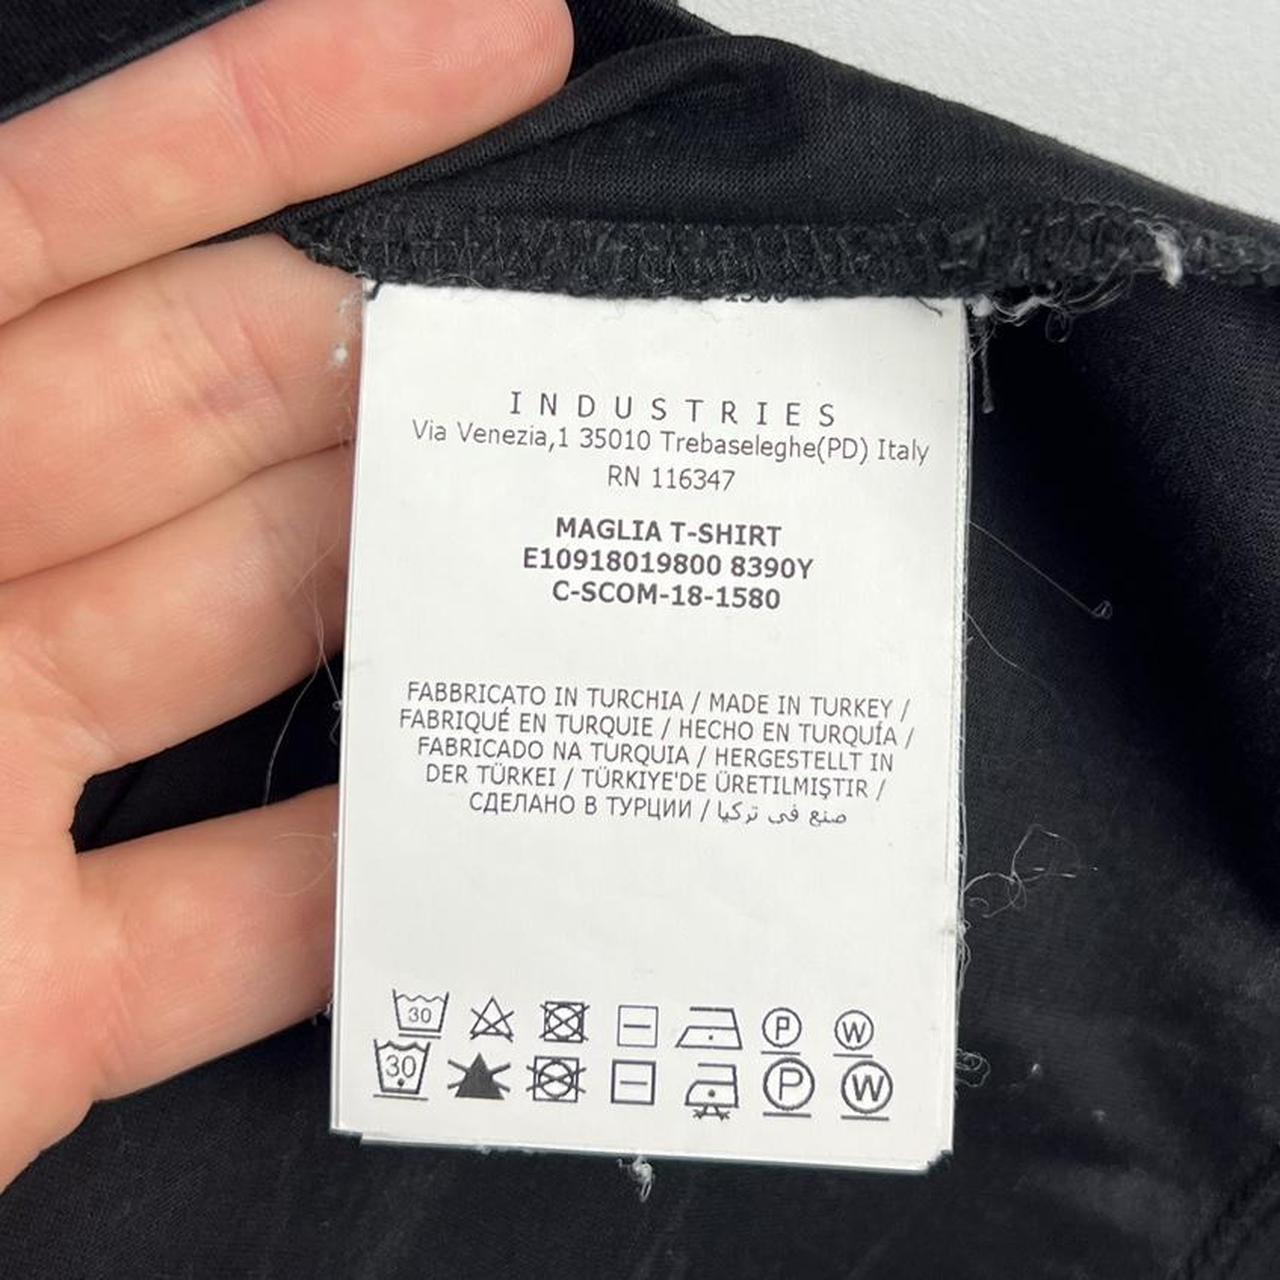 INDUSTRIES
Via Venezia,1 35010 Trebaseleghe(PD) Italy
RN 116347
MAGLIA T-SHIRT
E10918019800 8390Y
C-SCOM-18-1580
FABBRICATO IN TURCHIA / MADE IN TURKEY /
FABRIQUÉ EN TURQUIE / HECHO EN TURQUÍA /
FABRICADO NA TURQUIA / HERGESTELLT IN
DER TÜRKEI / TÜRKIYE'DE ÜRETILMIŞTIR /
СДЕЛАНО В ТУРЦИИ / صنع في تركيا
30 P W
30 P W